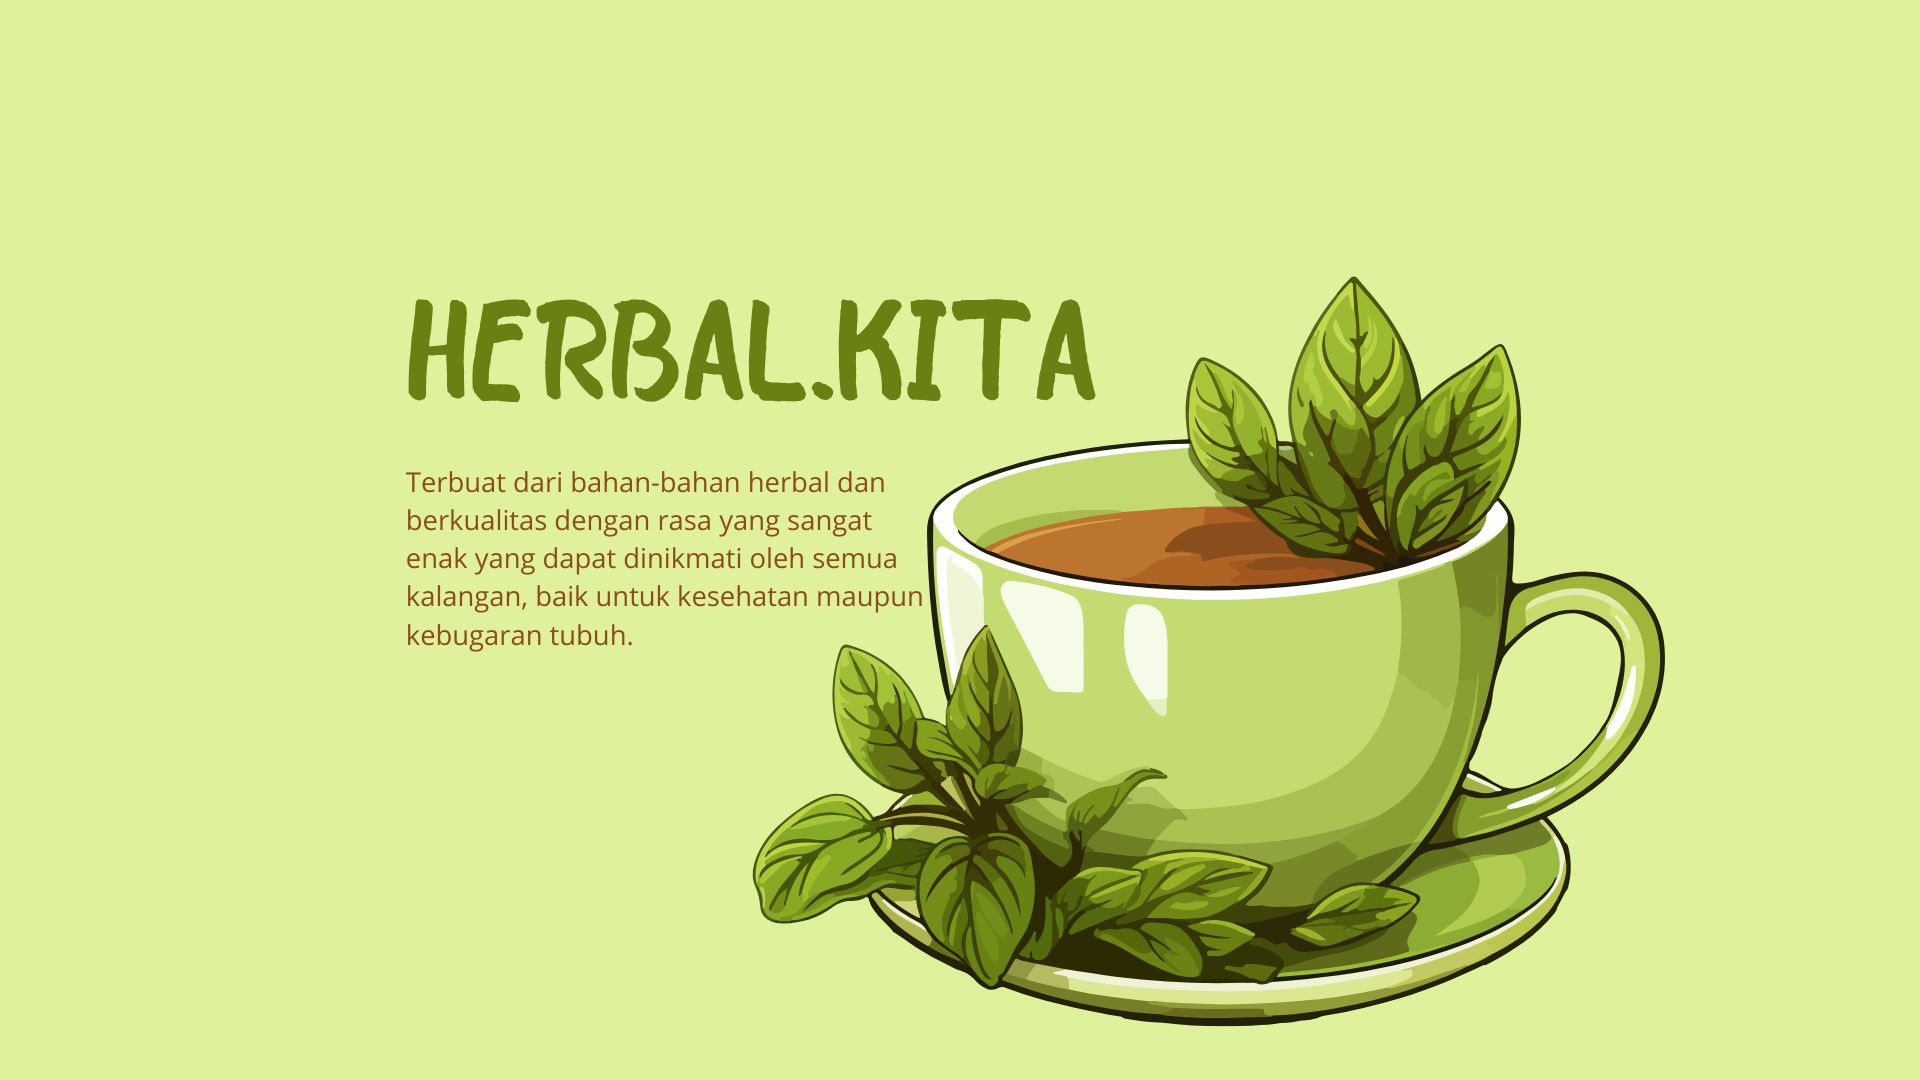 HERBAL.KITA
Terbuat dari bahan-bahan herbal dan
berkualitas dengan rasa yang sangat
enak yang dapat dinikmati oleh semua
kalangan, baik untuk kesehatan maupun
kebugaran tubuh.